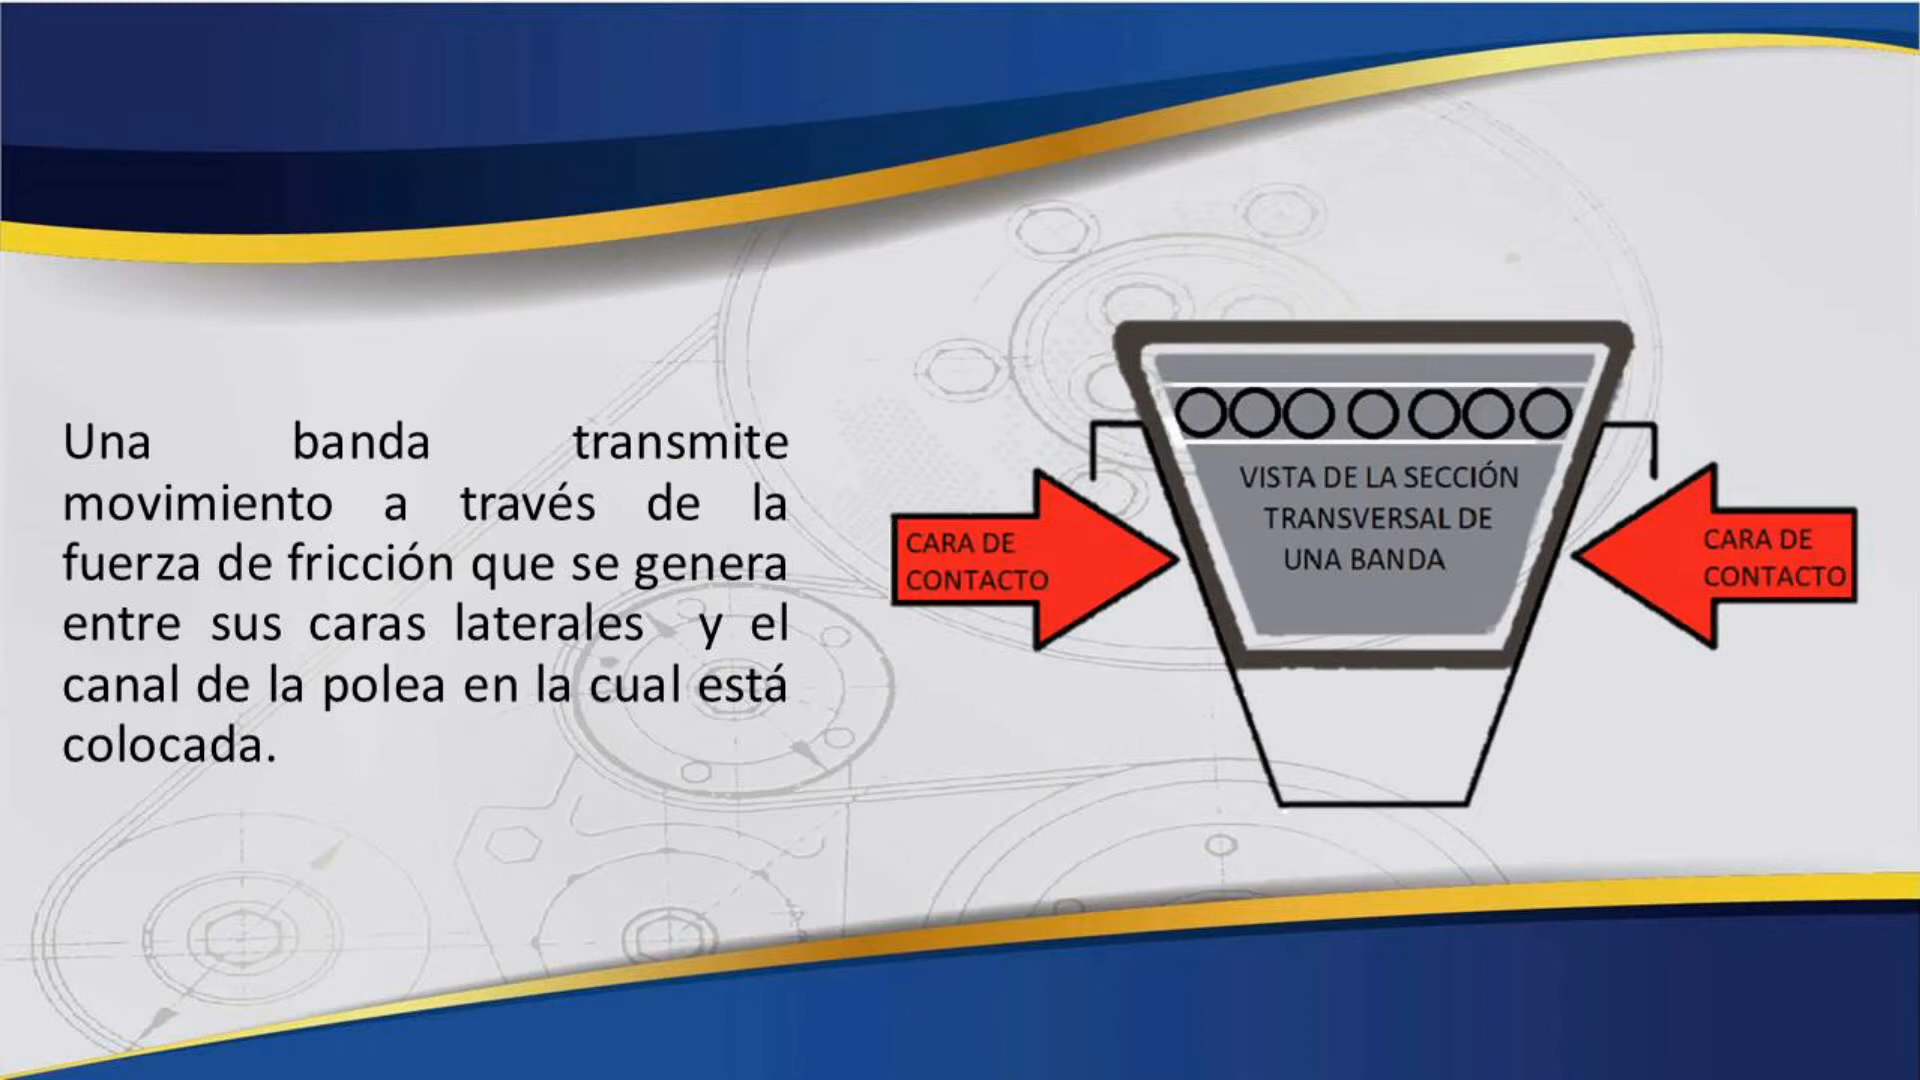 Una banda transmite
movimiento a través de la
fuerza de fricción que se genera
entre sus caras laterales y el
canal de la polea en la cual está
colocada.
VISTA DE LA SECCIÓN
TRANSVERSAL DE
UNA BANDA
CARA DE
CONTACTO
CARA DE
CONTACTO